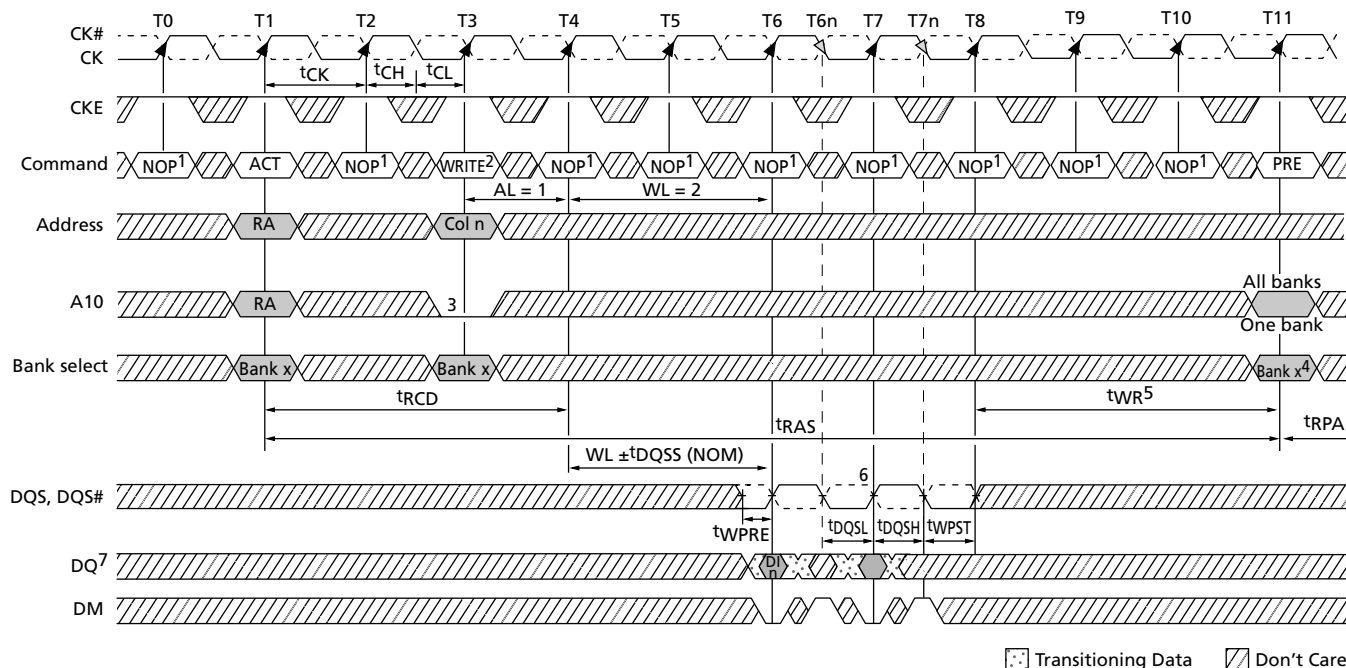 T0 T1 T2 T3 T4 T5 T6 T6n T7 T7n T8 T9 T10 T11
CK#
CK
tCK tCH tCL
CKE
Command NOP1 ACT NOP1 WRITE2 NOP1 NOP1 NOP1 NOP1 NOP1 NOP1 NOP1 PRE
AL = 1 WL = 2
Address RA Col n
All banks
A10 RA 3
One bank
Bank select Bank x Bank x Bank x4
tRCD tWR5
tRAS tRPA
WL ±tDQSS (NOM)
6
DQS, DQS#
tWPRE tDQSL tDQSH tWPST
DQ7 DI
n
DM
Transitioning Data Don't Care